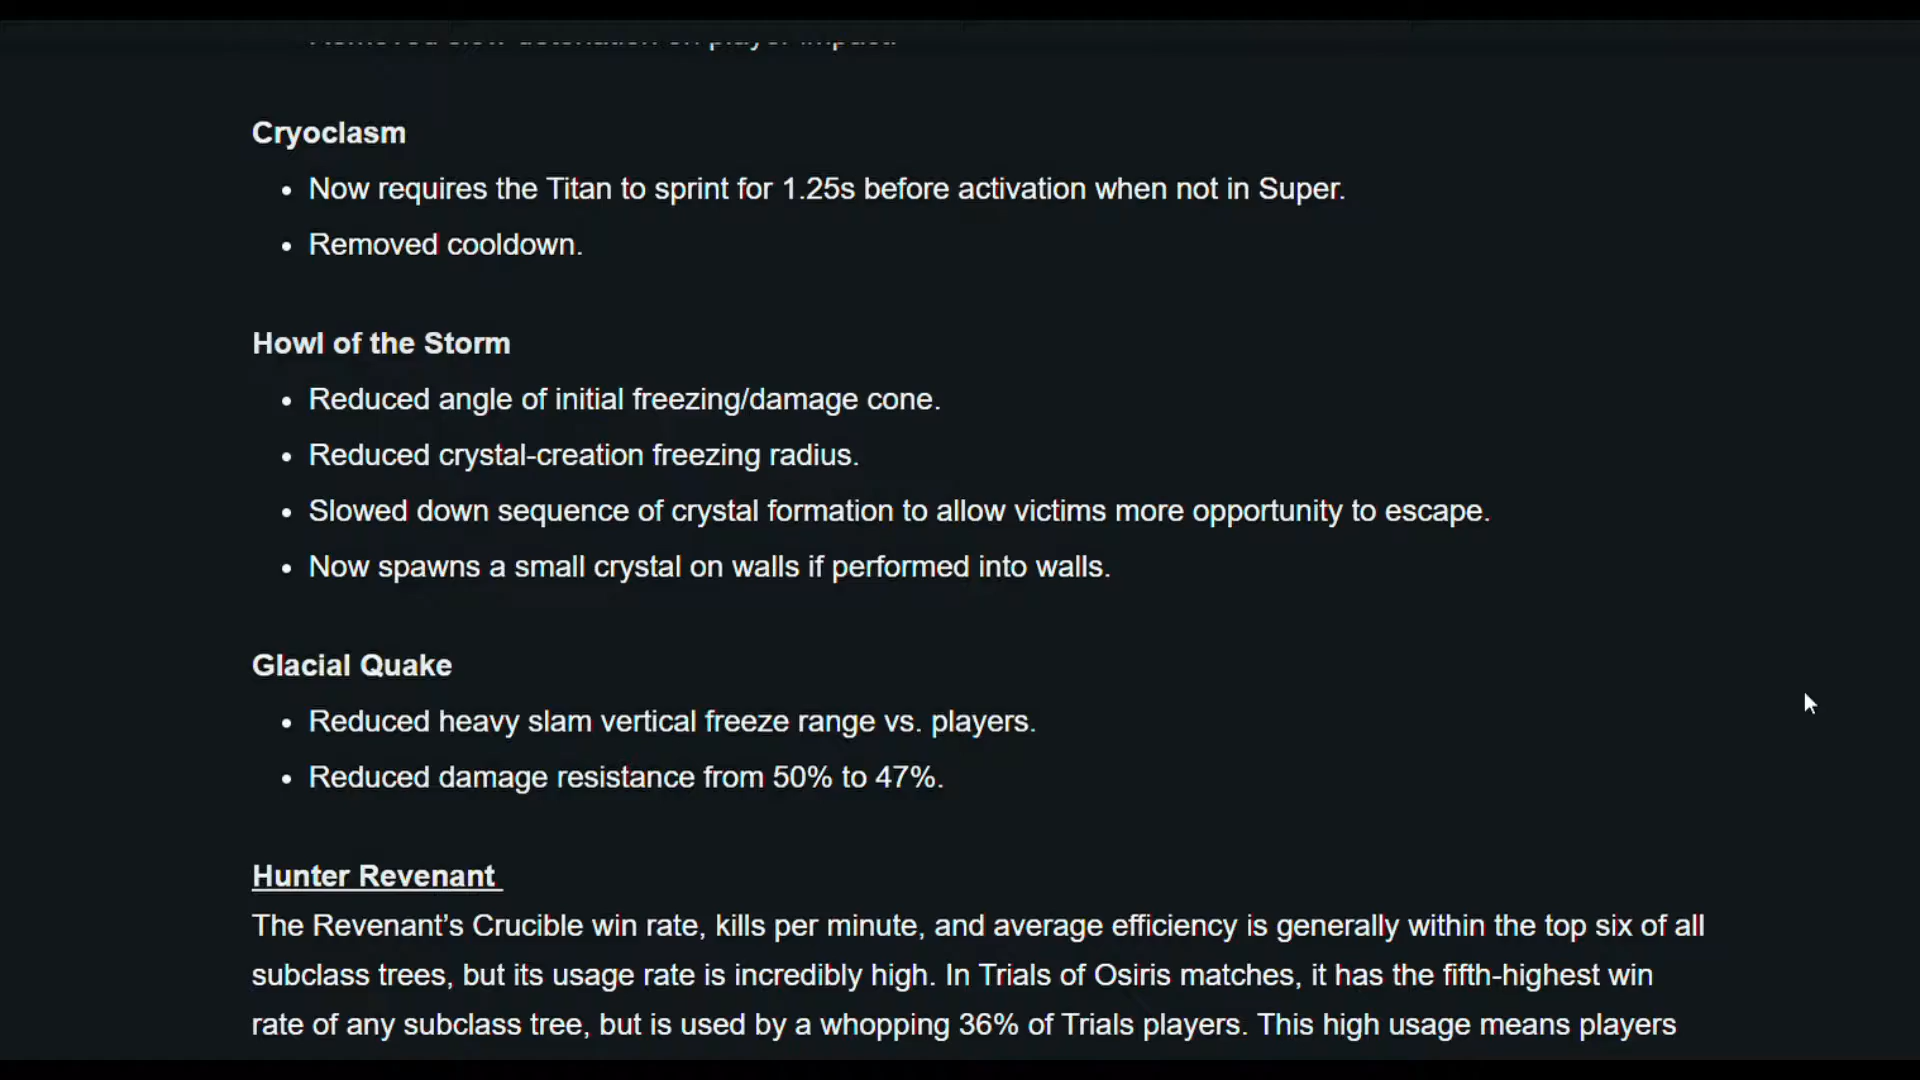 Cryoclasm
• Now requires the Titan to sprint for 1.25s before activation when not in Super.
• Removed cooldown.
Howl of the Storm
• Reduced angle of initial freezing/damage cone.
• Reduced crystal-creation freezing radius.
• Slowed down sequence of crystal formation to allow victims more opportunity to escape.
• Now spawns a small crystal on walls if performed into walls.
Glacial Quake
• Reduced heavy slam vertical freeze range vs. players.
• Reduced damage resistance from 50% to 47%.
Hunter Revenant
The Revenant’s Crucible win rate, kills per minute, and average efficiency is generally within the top six of all
subclass trees, but its usage rate is incredibly high. In Trials of Osiris matches, it has the fifth-highest win
rate of any subclass tree, but is used by a whopping 36% of Trials players. This high usage means players